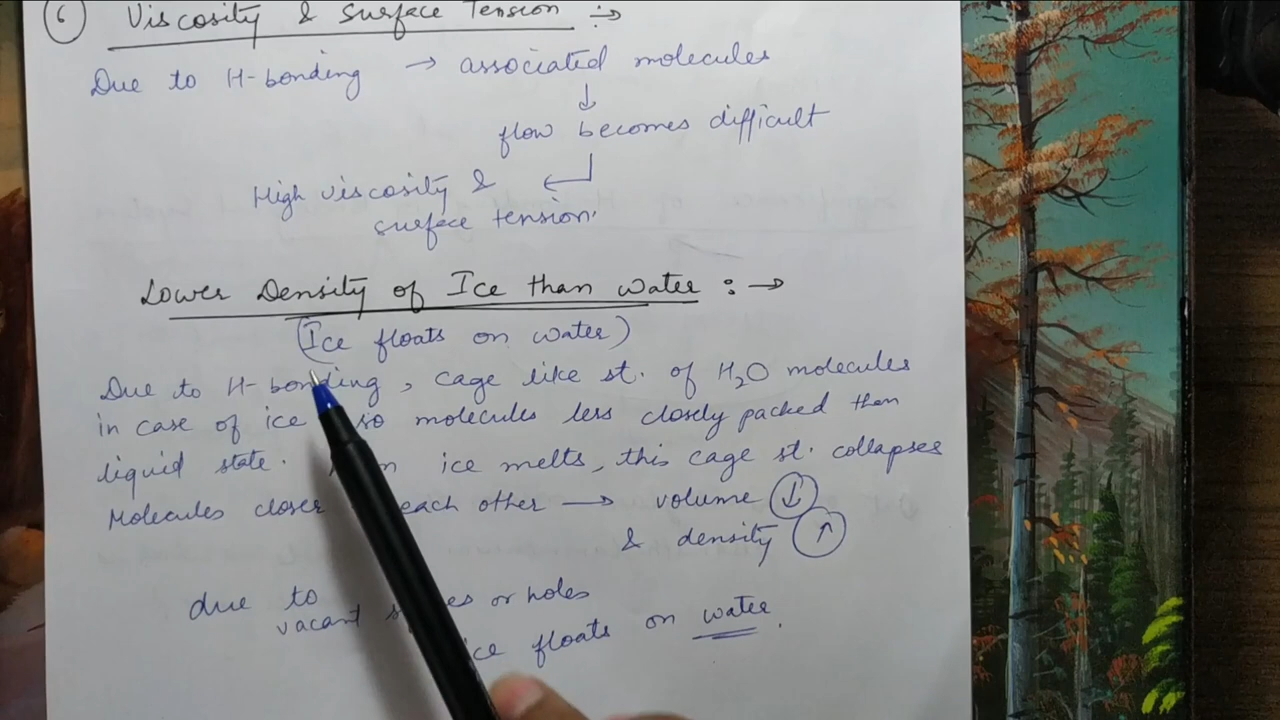 6 Viscosity & Surface Tension :→
Due to H-bonding → associated molecules
↓
flow becomes difficult
High viscosity & ←
surface tension.
Lower Density of Ice than water :→
(Ice floats on water)
Due to H-bonding, cage like st. of H₂O molecules
in case of ice so molecules less closely packed than
liquid state. ice melts, this cage st. collapses
Molecules closer each other → volume ↓
& density ↑
due to
vacant or holes
ice floats on water.